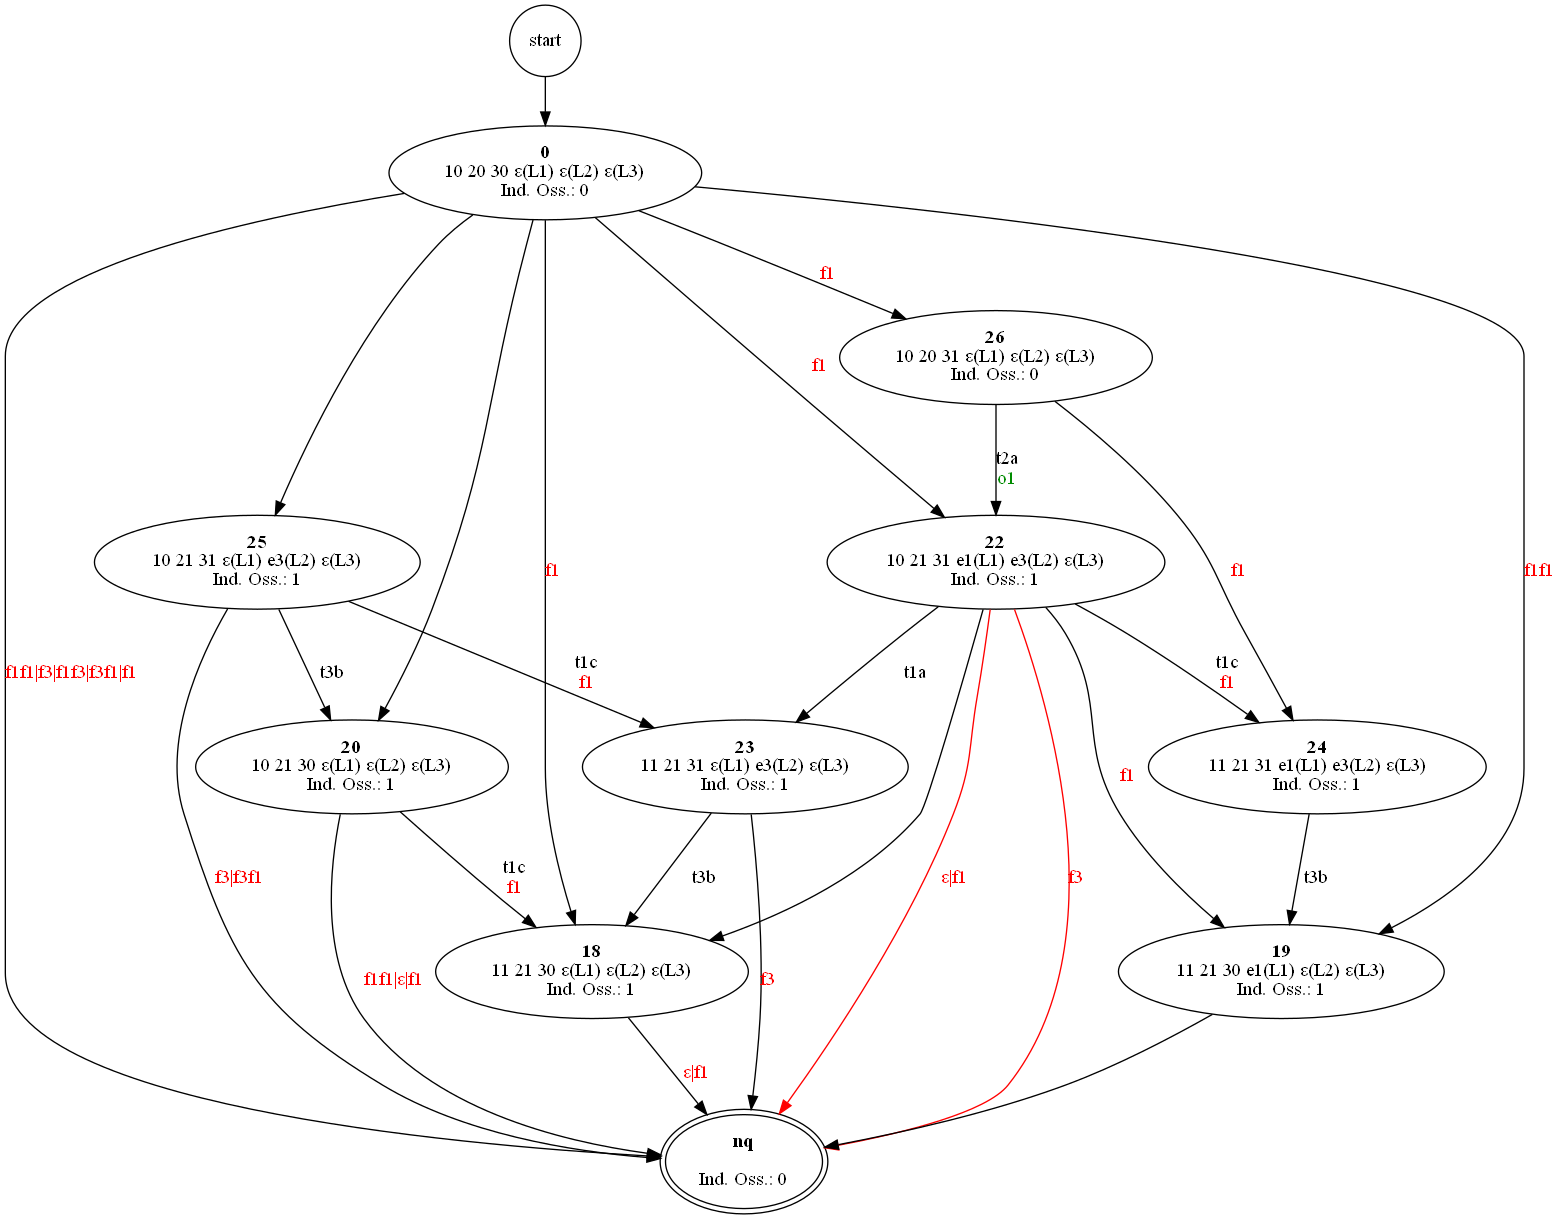 start
0
10 20 30 ε(L1) ε(L2) ε(L3)
Ind. Oss.: 0
f1
26
10 20 31 ε(L1) ε(L2) ε(L3)
Ind. Oss.: 0
f1
t2a
o1
25
10 21 31 ε(L1) e3(L2) ε(L3)
Ind. Oss.: 1
22
10 21 31 e1(L1) e3(L2) ε(L3)
Ind. Oss.: 1
f1
f1
f1f1
f1f1|f3|f1f3|f3f1|f1
t3b
t1c
f1
t1a
t1c
f1
20
10 21 30 ε(L1) ε(L2) ε(L3)
Ind. Oss.: 1
23
11 21 31 ε(L1) e3(L2) ε(L3)
Ind. Oss.: 1
24
11 21 31 e1(L1) e3(L2) ε(L3)
Ind. Oss.: 1
f1
f3|f3f1
t1c
f1
t3b
ε|f1
f3
t3b
18
11 21 30 ε(L1) ε(L2) ε(L3)
Ind. Oss.: 1
19
11 21 30 e1(L1) ε(L2) ε(L3)
Ind. Oss.: 1
f1f1|ε|f1
f3
ε|f1
nq
Ind. Oss.: 0